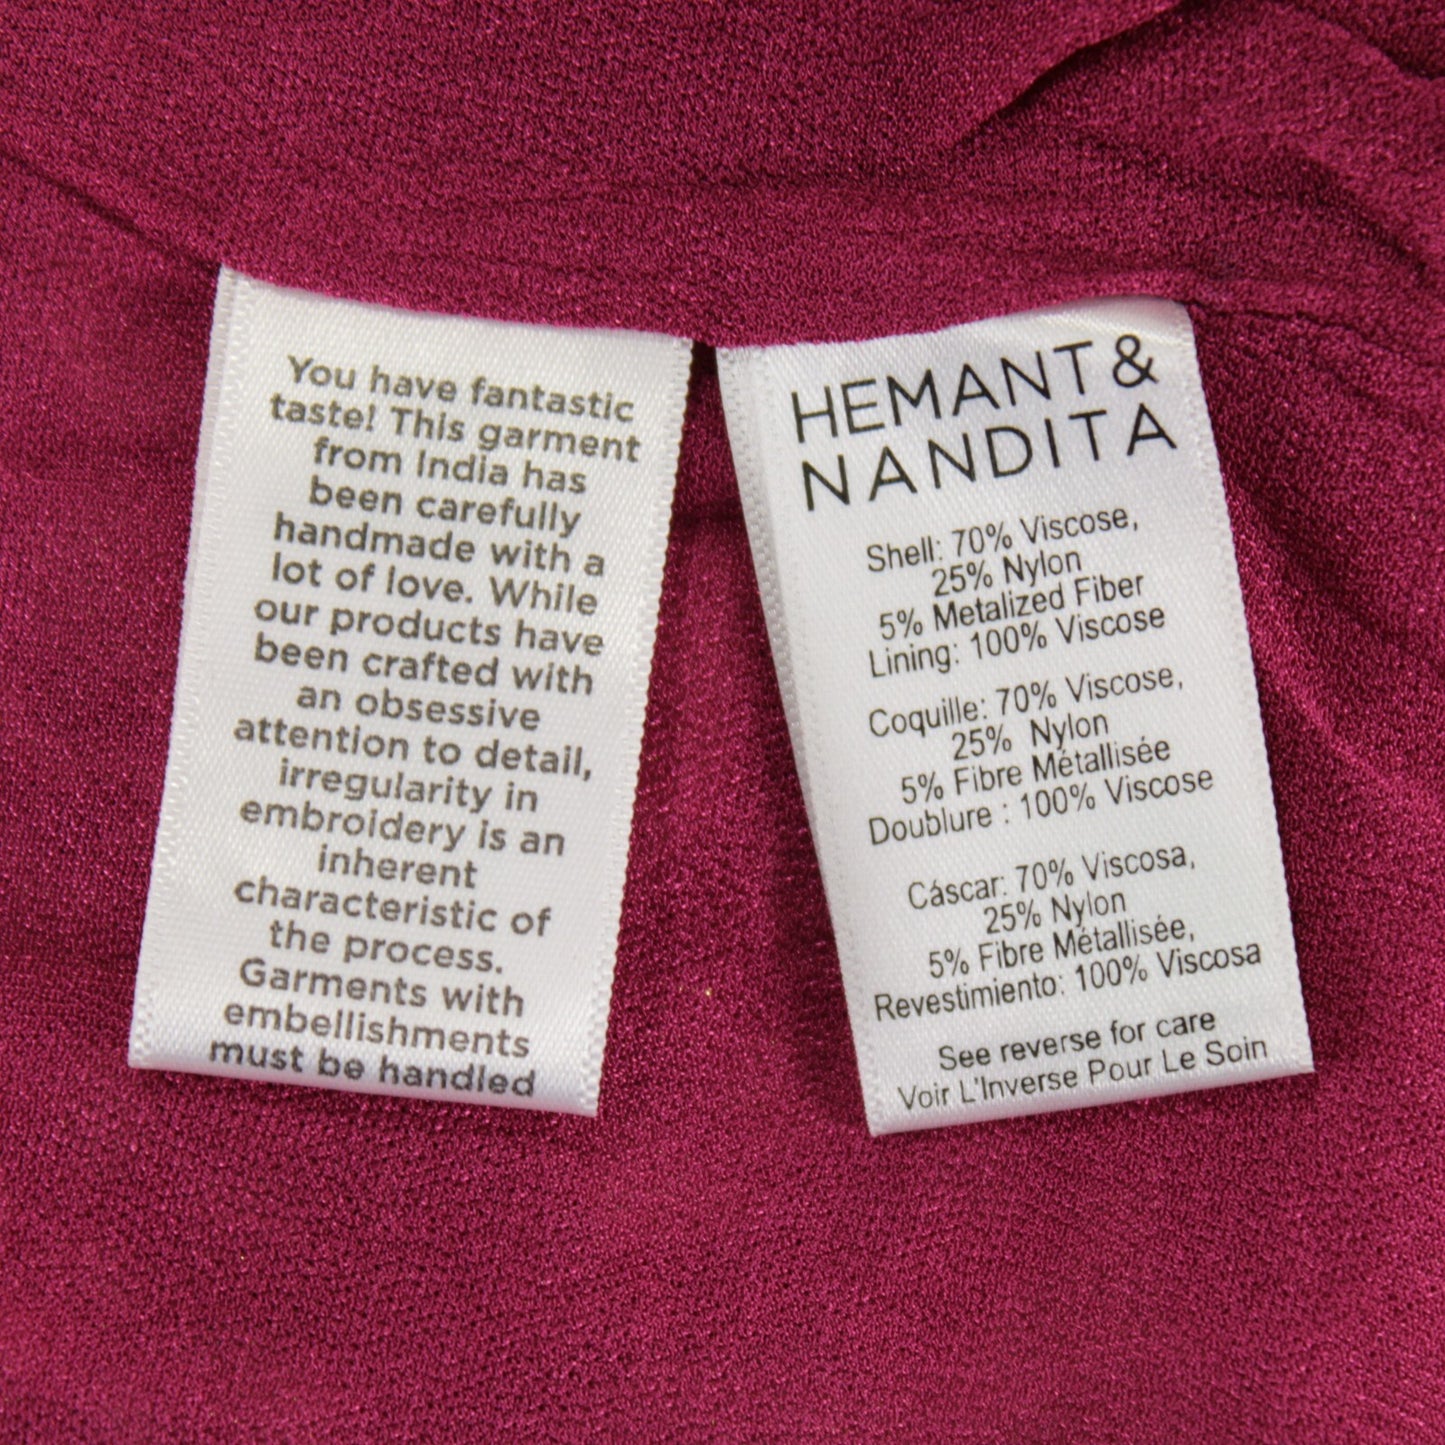 You have fantastic
taste! This garment
from India has
been carefully
handmade with a
lot of love. While
our products have
been crafted with
an obsessive
attention to detail,
irregularity in
embroidery is an
inherent
characteristic of
the process.
Garments with
embellishments
must be handled
HEMANT &
NANDITA
Shell: 70% Viscose,
25% Nylon
5% Metalized Fiber
Lining: 100% Viscose
Coquille: 70% Viscose,
25% Nylon
5% Fibre Métallisée
Doublure : 100% Viscose
Cáscar: 70% Viscosa,
25% Nylon
5% Fibre Métallisée,
Revestimiento: 100% Viscosa
See reverse for care
Voir L'Inverse Pour Le Soin